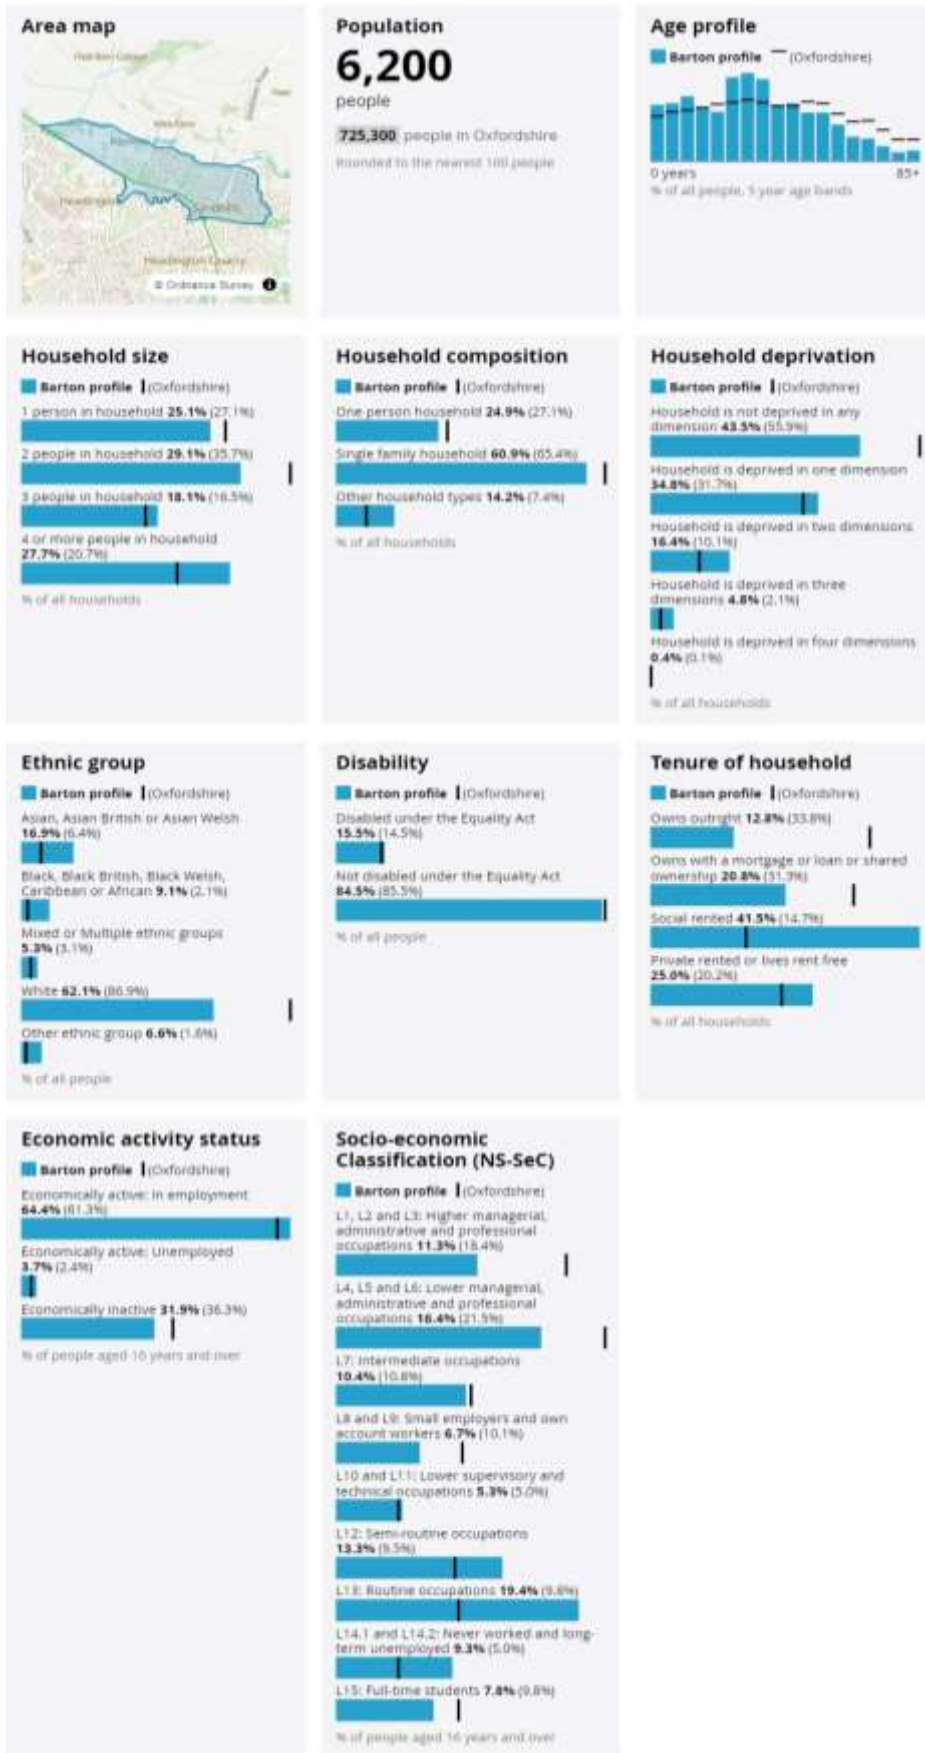 Area map
Headington
© Ordnance Survey
Population
6,200
people
725,300 people in Oxfordshire
Rounded to the nearest 100 people
Age profile
Barton profile (Oxfordshire)
0 years 85+
% of all people, 5 year age bands
Household size
Barton profile (Oxfordshire)
1 person in household 25.1% (27.1%)
2 people in household 29.1% (35.7%)
3 people in household 18.1% (16.5%)
4 or more people in household
27.7% (20.7%)
% of all households
Household composition
Barton profile (Oxfordshire)
One person household 24.9% (27.1%)
Single family household 60.9% (65.4%)
Other household types 14.2% (7.4%)
% of all households
Household deprivation
Barton profile (Oxfordshire)
Household is not deprived in any
dimension 43.5% (55.9%)
Household is deprived in one dimension
34.8% (31.7%)
Household is deprived in two dimensions
16.4% (10.1%)
Household is deprived in three
dimensions 4.8% (2.1%)
Household is deprived in four dimensions
0.4% (0.1%)
% of all households
Ethnic group
Barton profile (Oxfordshire)
Asian, Asian British or Asian Welsh
16.9% (6.4%)
Black, Black British, Black Welsh,
Caribbean or African 9.1% (2.1%)
Mixed or Multiple ethnic groups
5.3% (3.1%)
White 62.1% (86.9%)
Other ethnic group 6.6% (1.6%)
% of all people
Disability
Barton profile (Oxfordshire)
Disabled under the Equality Act
15.5% (14.5%)
Not disabled under the Equality Act
84.5% (85.5%)
% of all people
Tenure of household
Barton profile (Oxfordshire)
Owns outright 12.8% (33.8%)
Owns with a mortgage or loan or shared
ownership 20.8% (31.3%)
Social rented 41.5% (14.7%)
Private rented or lives rent free
25.0% (20.2%)
% of all households
Economic activity status
Barton profile (Oxfordshire)
Economically active: In employment
64.4% (61.3%)
Economically active: Unemployed
3.7% (2.4%)
Economically inactive 31.9% (36.3%)
% of people aged 16 years and over
Socio-economic
Classification (NS-SeC)
Barton profile (Oxfordshire)
L1, L2 and L3: Higher managerial,
administrative and professional
occupations 11.3% (18.4%)
L4, L5 and L6: Lower managerial,
administrative and professional
occupations 16.4% (21.5%)
L7: Intermediate occupations
10.4% (10.8%)
L8 and L9: Small employers and own
account workers 6.7% (10.1%)
L10 and L11: Lower supervisory and
technical occupations 5.3% (5.0%)
L12: Semi-routine occupations
13.3% (9.5%)
L13: Routine occupations 19.4% (9.8%)
L14.1 and L14.2: Never worked and long-
term unemployed 9.3% (5.0%)
L15: Full-time students 7.8% (9.8%)
% of people aged 16 years and over